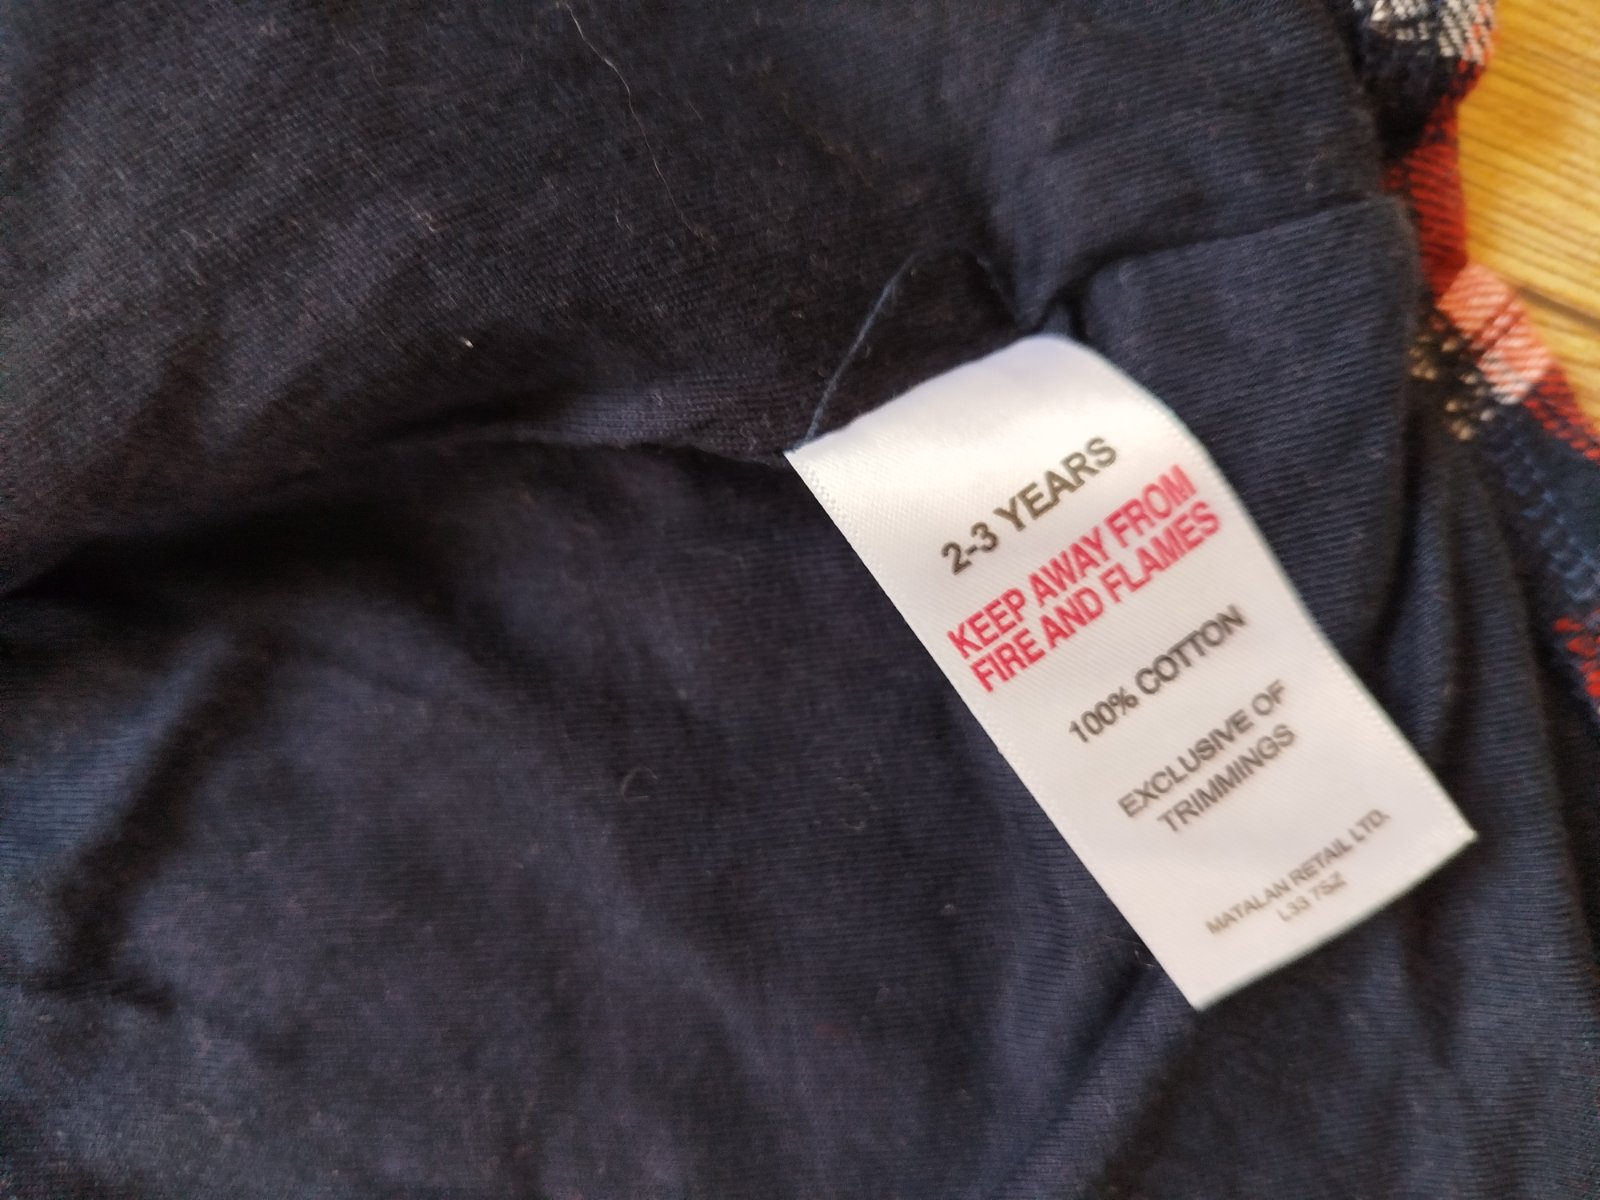 2-3 YEARS
KEEP AWAY FROM
FIRE AND FLAMES
100% COTTON
EXCLUSIVE OF
TRIMMINGS
MATALAN RETAIL LTD.
L33 7SZ